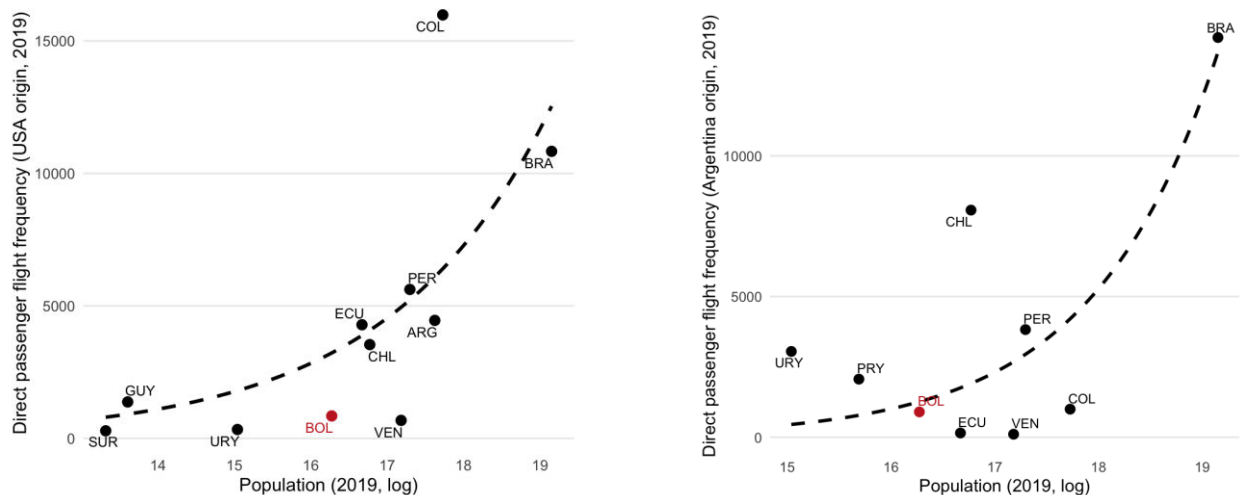 Direct passenger flight frequency (USA origin, 2019)
15000
10000
5000
0
COL
BRA
PER
ECU
ARG
CHL
GUY
BOL
VEN
SUR
URY
14
15
16
17
18
19
Population (2019, log)
Direct passenger flight frequency (Argentina origin, 2019)
10000
5000
0
BRA
CHL
PER
URY
PRY
BOL
COL
ECU
VEN
15
16
17
18
19
Population (2019, log)